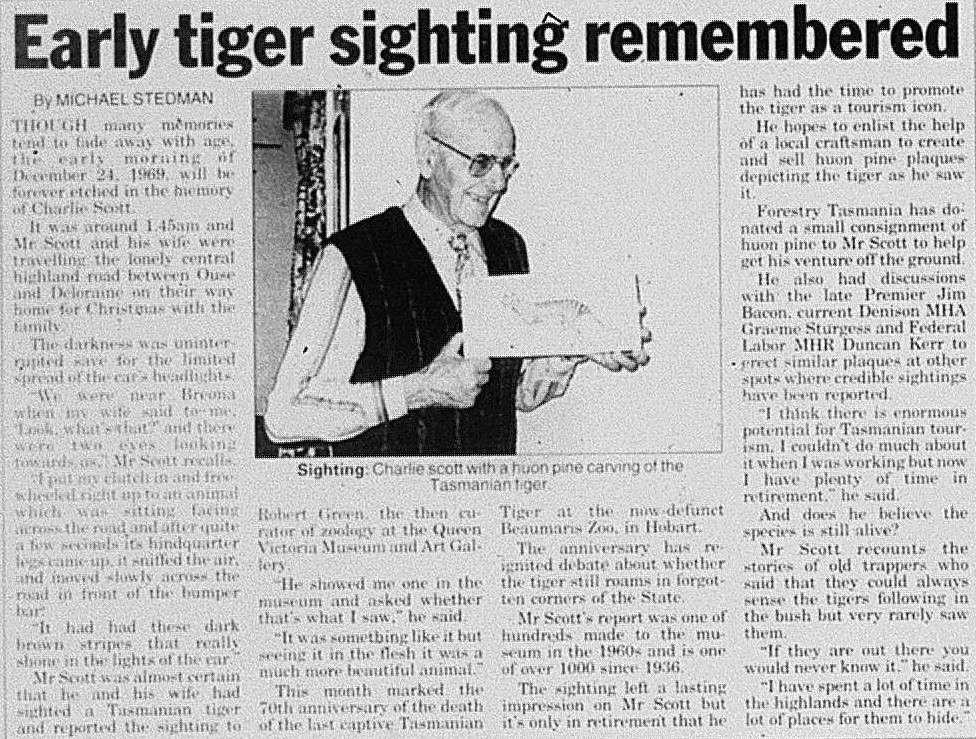 Early tiger sighting remembered
By MICHAEL STEDMAN
THOUGH many memories
tend to fade away with age,
the early morning of
December 24, 1969, will be
forever etched in the memory
of Charlie Scott.
It was around 1.45am and
Mr Scott and his wife were
travelling the lonely central
highland road between Ouse
and Deloraine on their way
home for Christmas with the
family.
The darkness was uninter-
rupted save for the limited
spread of the car's headlights.
"We were near Breona
when my wife said to me,
'Look, what's that?' and there
were two eyes looking
towards us," Mr Scott recalls.
"I put my clutch in and free-
wheeled right up to an animal
which was sitting facing
across the road and after quite
a few seconds its hindquarter
legs came up, it sniffed the air,
and moved slowly across the
road in front of the bumper
bar.
"It had had these dark
brown stripes that really
shone in the lights of the car."
Mr Scott was almost certain
that he and his wife had
sighted a Tasmanian tiger
and reported the sighting to
Sighting: Charlie scott with a huon pine carving of the
Tasmanian tiger.
Robert Green, the then cu-
rator of zoology at the Queen
Victoria Museum and Art Gal-
lery.
"He showed me one in the
museum and asked whether
that's what I saw," he said.
"It was something like it but
seeing it in the flesh it was a
much more beautiful animal."
This month marked the
70th anniversary of the death
of the last captive Tasmanian
Tiger at the now-defunct
Beaumaris Zoo, in Hobart.
The anniversary has re-
ignited debate about whether
the tiger still roams in forgot-
ten corners of the State.
Mr Scott's report was one of
hundreds made to the mu-
seum in the 1960s and is one
of over 1000 since 1936.
The sighting left a lasting
impression on Mr Scott but
it's only in retirement that he
has had the time to promote
the tiger as a tourism icon.
He hopes to enlist the help
of a local craftsman to create
and sell huon pine plaques
depicting the tiger as he saw
it.
Forestry Tasmania has do-
nated a small consignment of
huon pine to Mr Scott to help
get his venture off the ground.
He also had discussions
with the late Premier Jim
Bacon, current Denison MHA
Graeme Sturgess and Federal
Labor MHR Duncan Kerr to
erect similar plaques at other
spots where credible sightings
have been reported.
"I think there is enormous
potential for Tasmanian tour-
ism, I couldn't do much about
it when I was working but now
I have plenty of time in
retirement," he said.
And does he believe the
species is still alive?
Mr Scott recounts the
stories of old trappers who
said that they could always
sense the tigers following in
the bush but very rarely saw
them.
"If they are out there you
would never know it," he said.
"I have spent a lot of time in
the highlands and there are a
lot of places for them to hide."